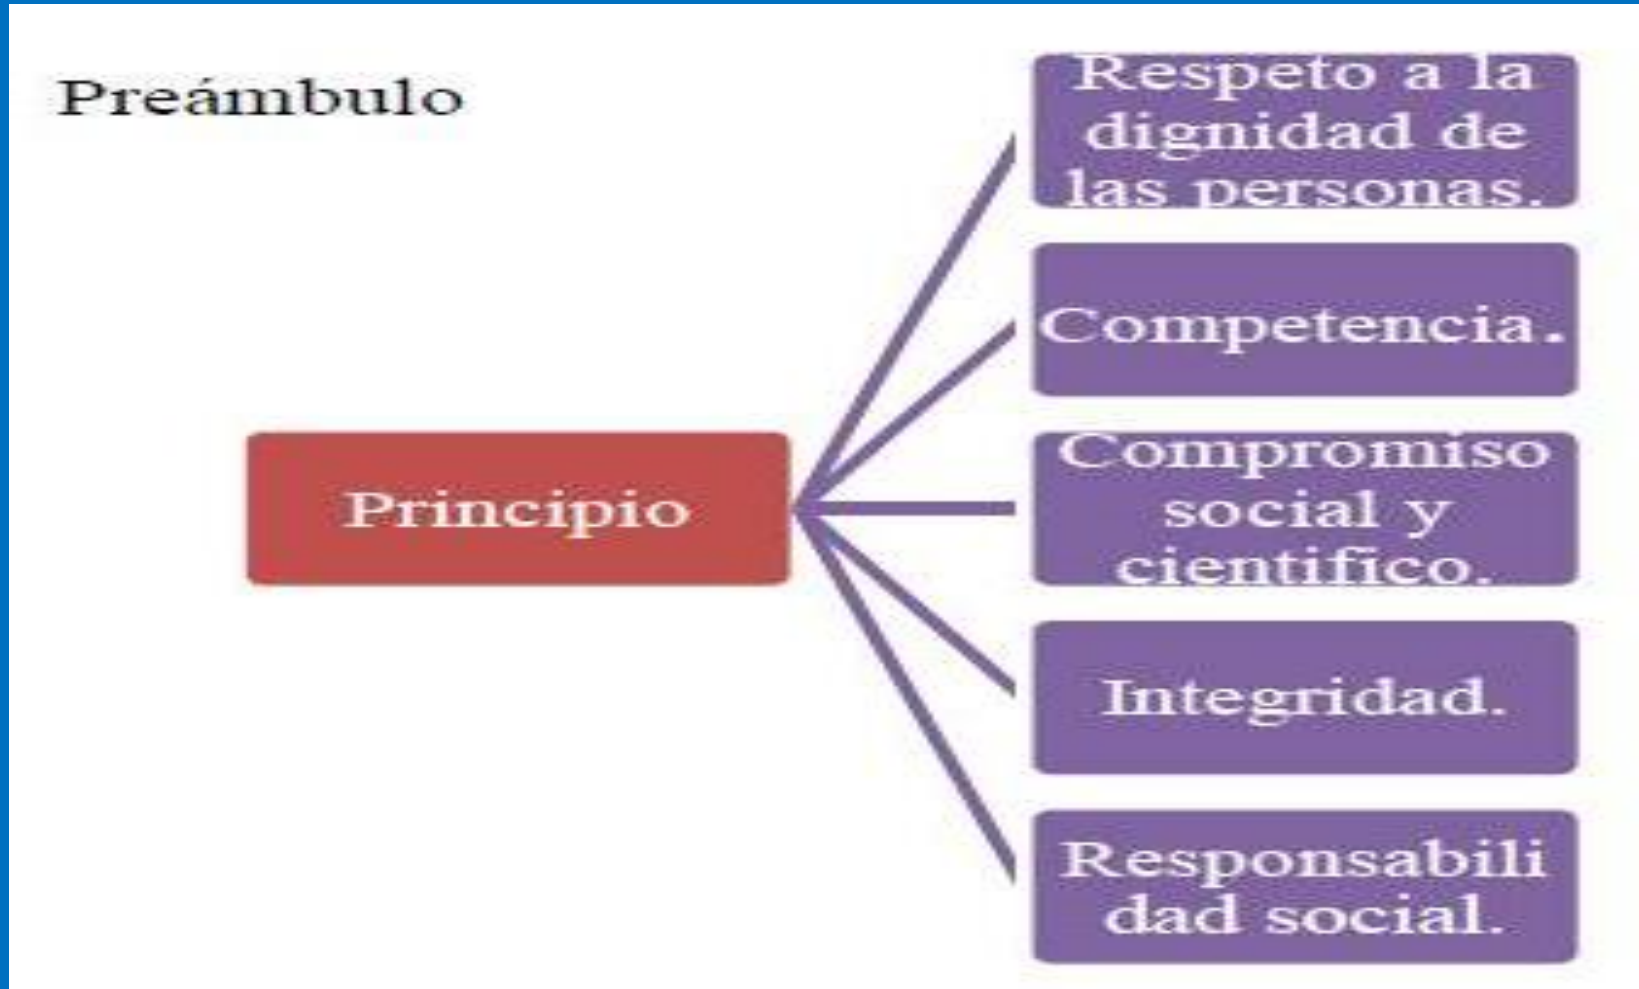 Preámbulo
Principio
Respeto a la
dignidad de
las personas.
Competencia.
Compromiso
social y
cientifico.
Integridad.
Responsabili
dad social.